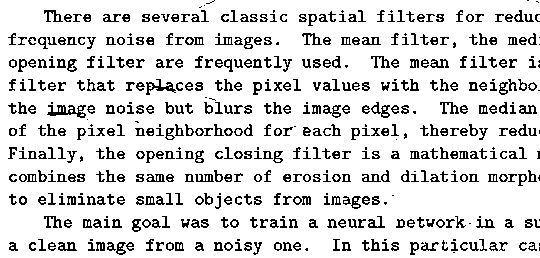 There are several classic spatial filters for reduc
frequency noise from images. The mean filter, the medi
opening filter are frequently used. The mean filter is
filter that replaces the pixel values with the neighbo
the image noise but blurs the image edges. The median
of the pixel neighborhood for each pixel, thereby redu
Finally, the opening closing filter is a mathematical
combines the same number of erosion and dilation morph
to eliminate small objects from images.
The main goal was to train a neural network in a su
a clean image from a noisy one. In this particular cas